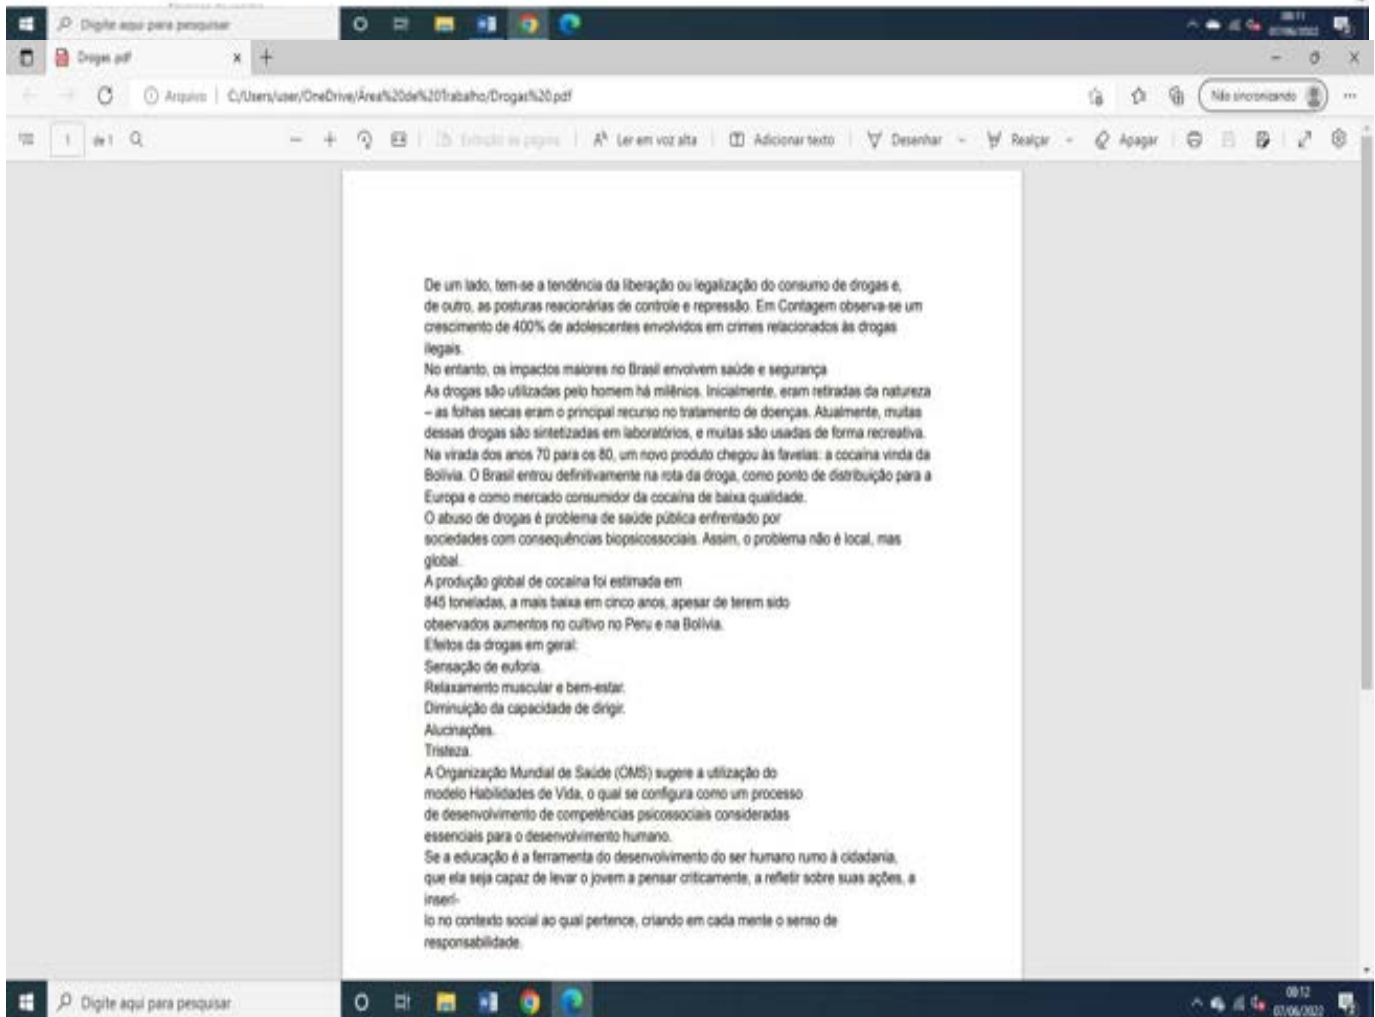 Digite aqui para pesquisar
00:11
07/06/2022
Drogas.pdf
Arquivo | C:/Users/user/OneDrive/Área%20de%20Trabalho/Drogas%20.pdf
Não sincronizando
1 de 1
Ler em voz alta
Adicionar texto
Desenhar
Realçar
Apagar
De um lado, tem-se a tendência da liberação ou legalização do consumo de drogas e,
de outro, as posturas reacionárias de controle e repressão. Em Contagem observa-se um
crescimento de 400% de adolescentes envolvidos em crimes relacionados às drogas
ilegais.
No entanto, os impactos maiores no Brasil envolvem saúde e segurança
As drogas são utilizadas pelo homem há milênios. Inicialmente, eram retiradas da natureza
– as folhas secas eram o principal recurso no tratamento de doenças. Atualmente, muitas
dessas drogas são sintetizadas em laboratórios, e muitas são usadas de forma recreativa.
Na virada dos anos 70 para os 80, um novo produto chegou às favelas: a cocaína vinda da
Bolívia. O Brasil entrou definitivamente na rota da droga, como ponto de distribuição para a
Europa e como mercado consumidor da cocaína de baixa qualidade.
O abuso de drogas é problema de saúde pública enfrentado por
sociedades com consequências biopsicossociais. Assim, o problema não é local, mas
global.
A produção global de cocaína foi estimada em
845 toneladas, a mais baixa em cinco anos, apesar de terem sido
observados aumentos no cultivo no Peru e na Bolívia.
Efeitos da drogas em geral:
Sensação de euforia.
Relaxamento muscular e bem-estar.
Diminuição da capacidade de dirigir.
Alucinações.
Tristeza.
A Organização Mundial de Saúde (OMS) sugere a utilização do
modelo Habilidades de Vida, o qual se configura como um processo
de desenvolvimento de competências psicossociais consideradas
essenciais para o desenvolvimento humano.
Se a educação é a ferramenta do desenvolvimento do ser humano rumo à cidadania,
que ela seja capaz de levar o jovem a pensar criticamente, a refletir sobre suas ações, a
inserí-
lo no contexto social ao qual pertence, criando em cada mente o senso de
responsabilidade.
Digite aqui para pesquisar
00:12
07/06/2022